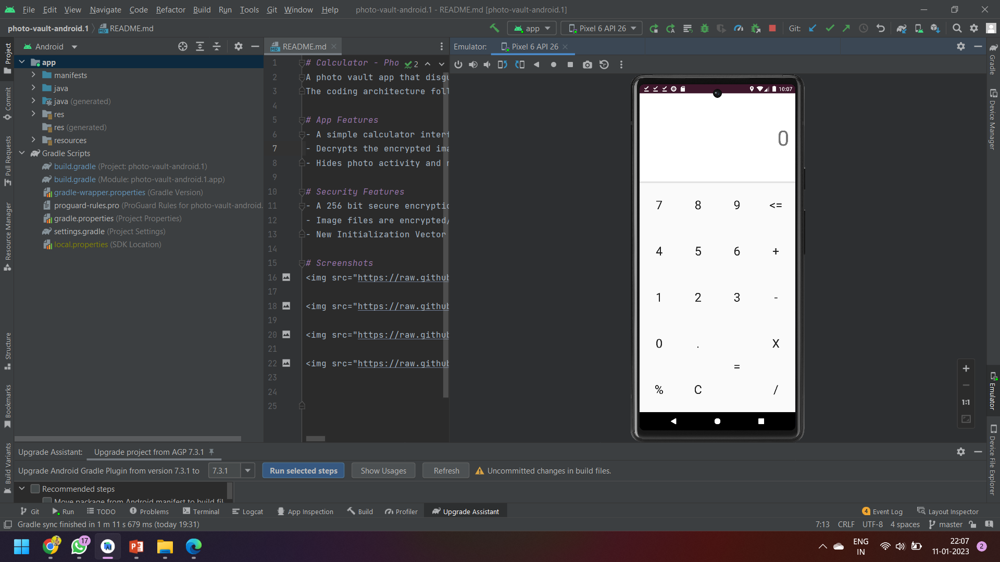 File Edit View Navigate Code Refactor Build Run Tools Git Window Help photo-vault-android.1 - README.md [photo-vault-android.1]
photo-vault-android.1 README.md app Pixel 6 API 26 Git:
Android README.md Emulator: Pixel 6 API 26
Project
Commit
Pull Requests
Resource Manager
Structure
Bookmarks
Build Variants
app
manifests
java
java (generated)
res
res (generated)
resources
Gradle Scripts
build.gradle (Project: photo-vault-android.1)
build.gradle (Module: photo-vault-android.1.app)
gradle-wrapper.properties (Gradle Version)
proguard-rules.pro (ProGuard Rules for photo-vault-android.
gradle.properties (Project Properties)
settings.gradle (Project Settings)
local.properties (SDK Location)
1 # Calculator - Pho 2
2 A photo vault app that disgu
3 The coding architecture fol
4
5 # App Features
6 - A simple calculator interf
7 - Decrypts the encrypted ima
8 - Hides photo activity and
9
10 # Security Features
11 - A 256 bit secure encryptio
12 - Image files are encrypted/
13 - New Initialization Vector
14
15 # Screenshots
16 <img src="https://raw.github
17
18 <img src="https://raw.github
19
20 <img src="https://raw.github
21
22 <img src="https://raw.github
23
24
25
10:07
0
7 8 9 <=
4 5 6 +
1 2 3 -
0 . X
=
% C /
1:1
Gradle
Device Manager
Emulator
Device File Explorer
Upgrade Assistant: Upgrade project from AGP 7.3.1
Upgrade Android Gradle Plugin from version 7.3.1 to 7.3.1 Run selected steps Show Usages Refresh Uncommitted changes in build files.
Recommended steps
Move package from Android manifest to build fil
Git Run TODO Problems Terminal Logcat App Inspection Build Profiler Upgrade Assistant 4 Event Log Layout Inspector
Gradle sync finished in 1 m 11 s 679 ms (today 19:31) 7:13 CRLF UTF-8 4 spaces master
17 ENG 22:07
IN 11-01-2023 2